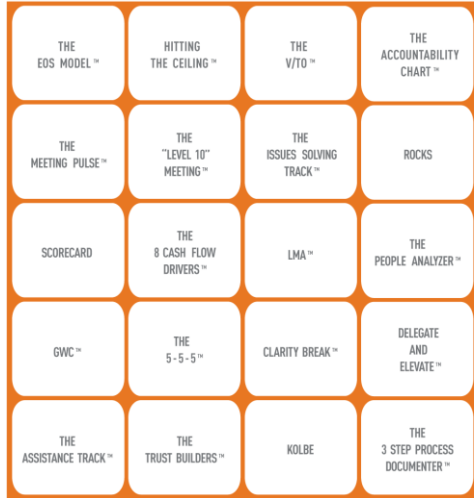 THE
EOS MODEL™
HITTING
THE CEILING™
THE
V/TO™
THE
ACCOUNTABILITY
CHART™
THE
MEETING PULSE™
THE
"LEVEL 10"
MEETING™
THE
ISSUES SOLVING
TRACK™
ROCKS
SCORECARD
THE
8 CASH FLOW
DRIVERS™
LMA™
THE
PEOPLE ANALYZER™
GWC™
THE
5-5-5™
CLARITY BREAK™
DELEGATE
AND
ELEVATE™
THE
ASSISTANCE TRACK™
THE
TRUST BUILDERS™
KOLBE
THE
3 STEP PROCESS
DOCUMENTER™